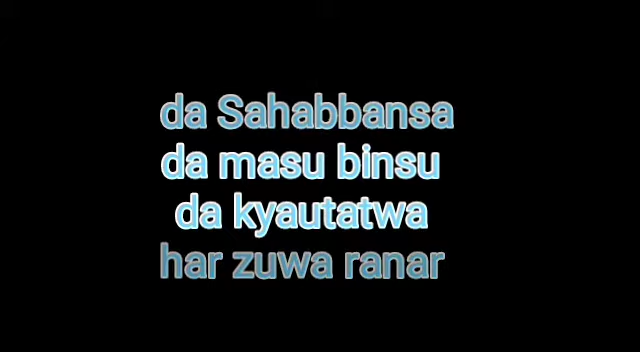 da Sahabbansa
da masu binsu
da kyautatwa
har zuwa ranar